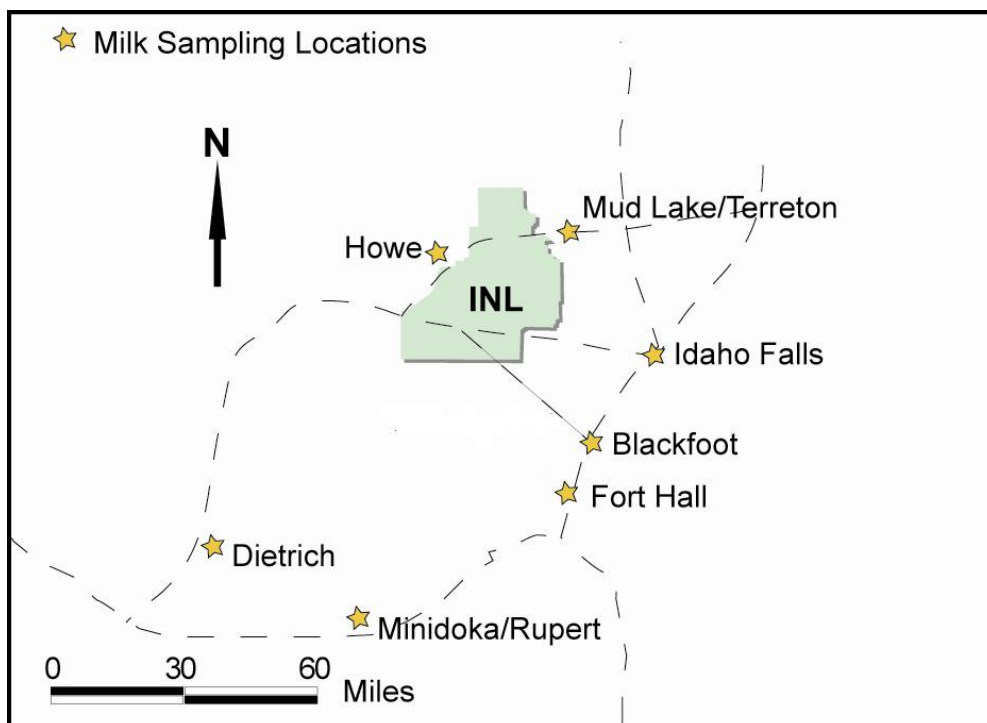 Milk Sampling Locations
N
Mud Lake/Terreton
Howe
INL
Idaho Falls
Blackfoot
Fort Hall
Dietrich
Minidoka/Rupert
0 30 60
Miles